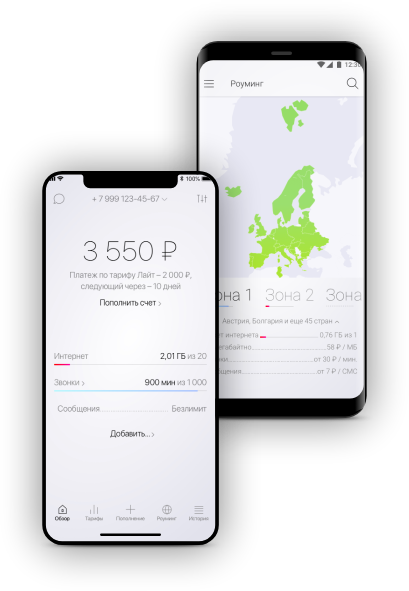 12:30
Роуминг
100%
+ 7 999 123-45-67
3 550 ₽
Платеж по тарифу Лайт – 2 000 ₽,
следующий через – 10 дней
Пополнить счет
Интернет 2,01 ГБ из 20
Звонки 900 мин из 1 000
Сообщения Безлимит
Добавить...
Обзор Тарифы Пополнение Роуминг История
она 1 Зона 2 Зона
Австрия, Болгария и еще 45 стран
ет интернета 0,76 ГБ из 1
егабайтно 58 ₽ / МБ
ки от 30 ₽ / мин.
щения от 7 ₽ / СМС